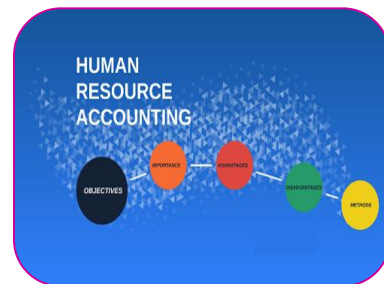 HUMAN
RESOURCE
ACCOUNTING
OBJECTIVES
IMPORTANCE
ADVANTAGES
DISADVANTAGES
METHODS